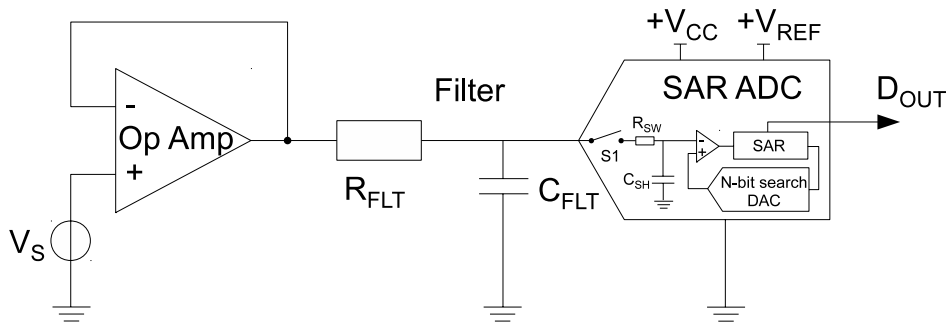 +V_CC
+V_REF
Filter
SAR ADC
D_OUT
-
Op Amp
+
R_SW
-
+
SAR
S1
C_SH
N-bit search
DAC
R_FLT
C_FLT
V_S